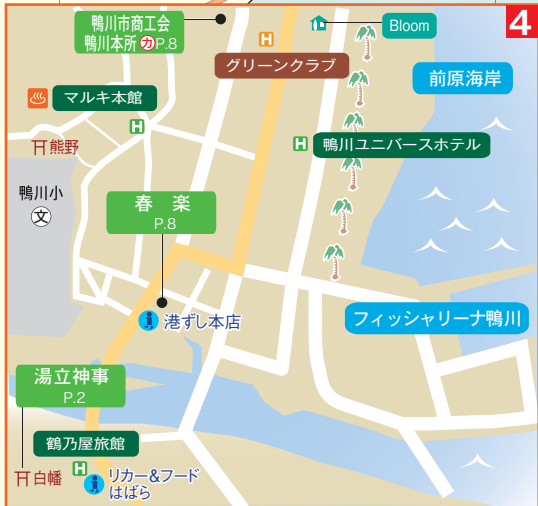 4
鴨川市商工会
鴨川本所 カ P.8
H
Bloom
グリーンクラブ
前原海岸
マルキ本館
H
熊野
H
鴨川ユニバースホテル
鴨川小
文
春 楽
P.8
港ずし本店
フィッシャリーナ鴨川
湯立神事
P.2
鶴乃屋旅館
H
白幡
リカー&フード
はばら